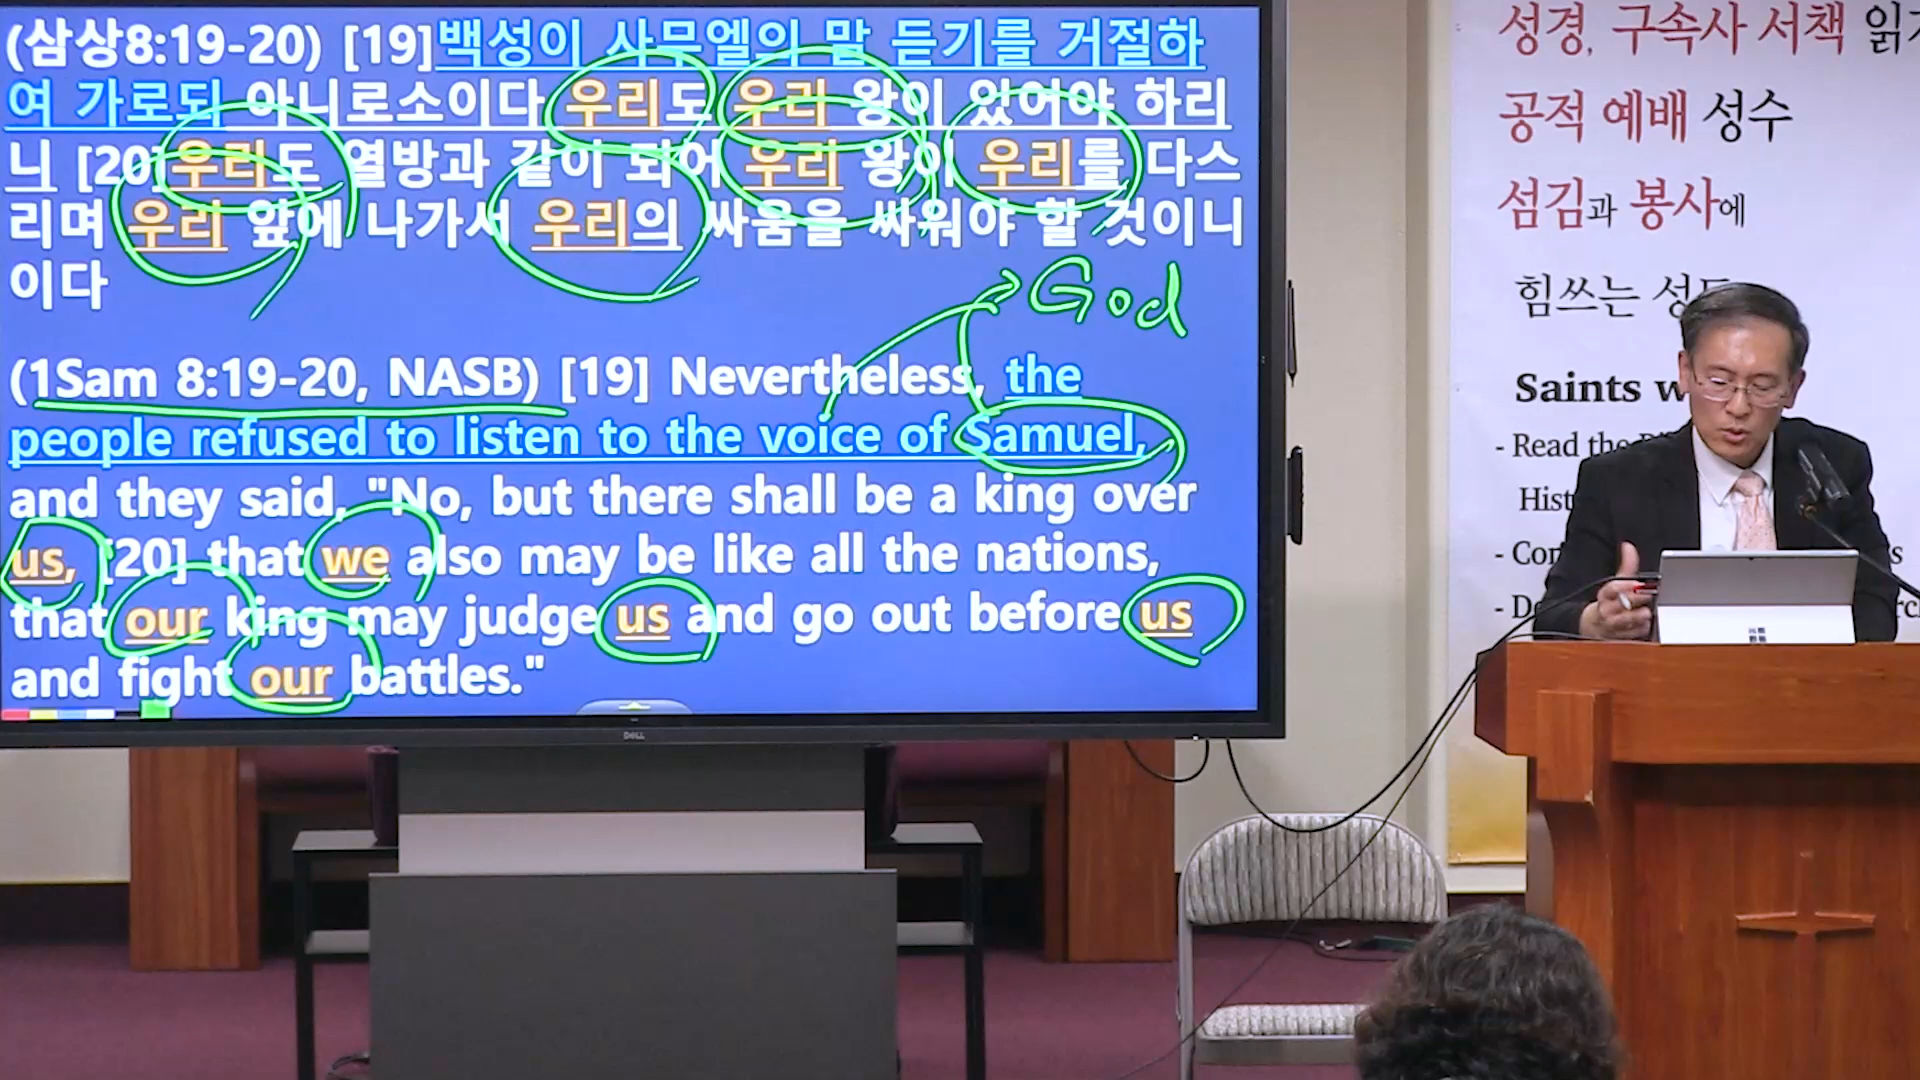 (삼상8:19-20) [19]백성이 사무엘의 말 듣기를 거절하
여 가로되 아니로소이다 우리도 우리 왕이 있어야 하리
니 [20]우리도 열방과 같이 되어 우리 왕이 우리를 다스
리며 우리 앞에 나가서 우리의 싸움을 싸워야 할 것이니
이다
God
(1Sam 8:19-20, NASB) [19] Nevertheless, the
people refused to listen to the voice of Samuel,
and they said, "No, but there shall be a king over
us, [20] that we also may be like all the nations,
that our king may judge us and go out before us
and fight our battles."
DELL
성경, 구속사 서책
공적 예배 성수
섬김과 봉사에
힘쓰는
Saints
- Read the